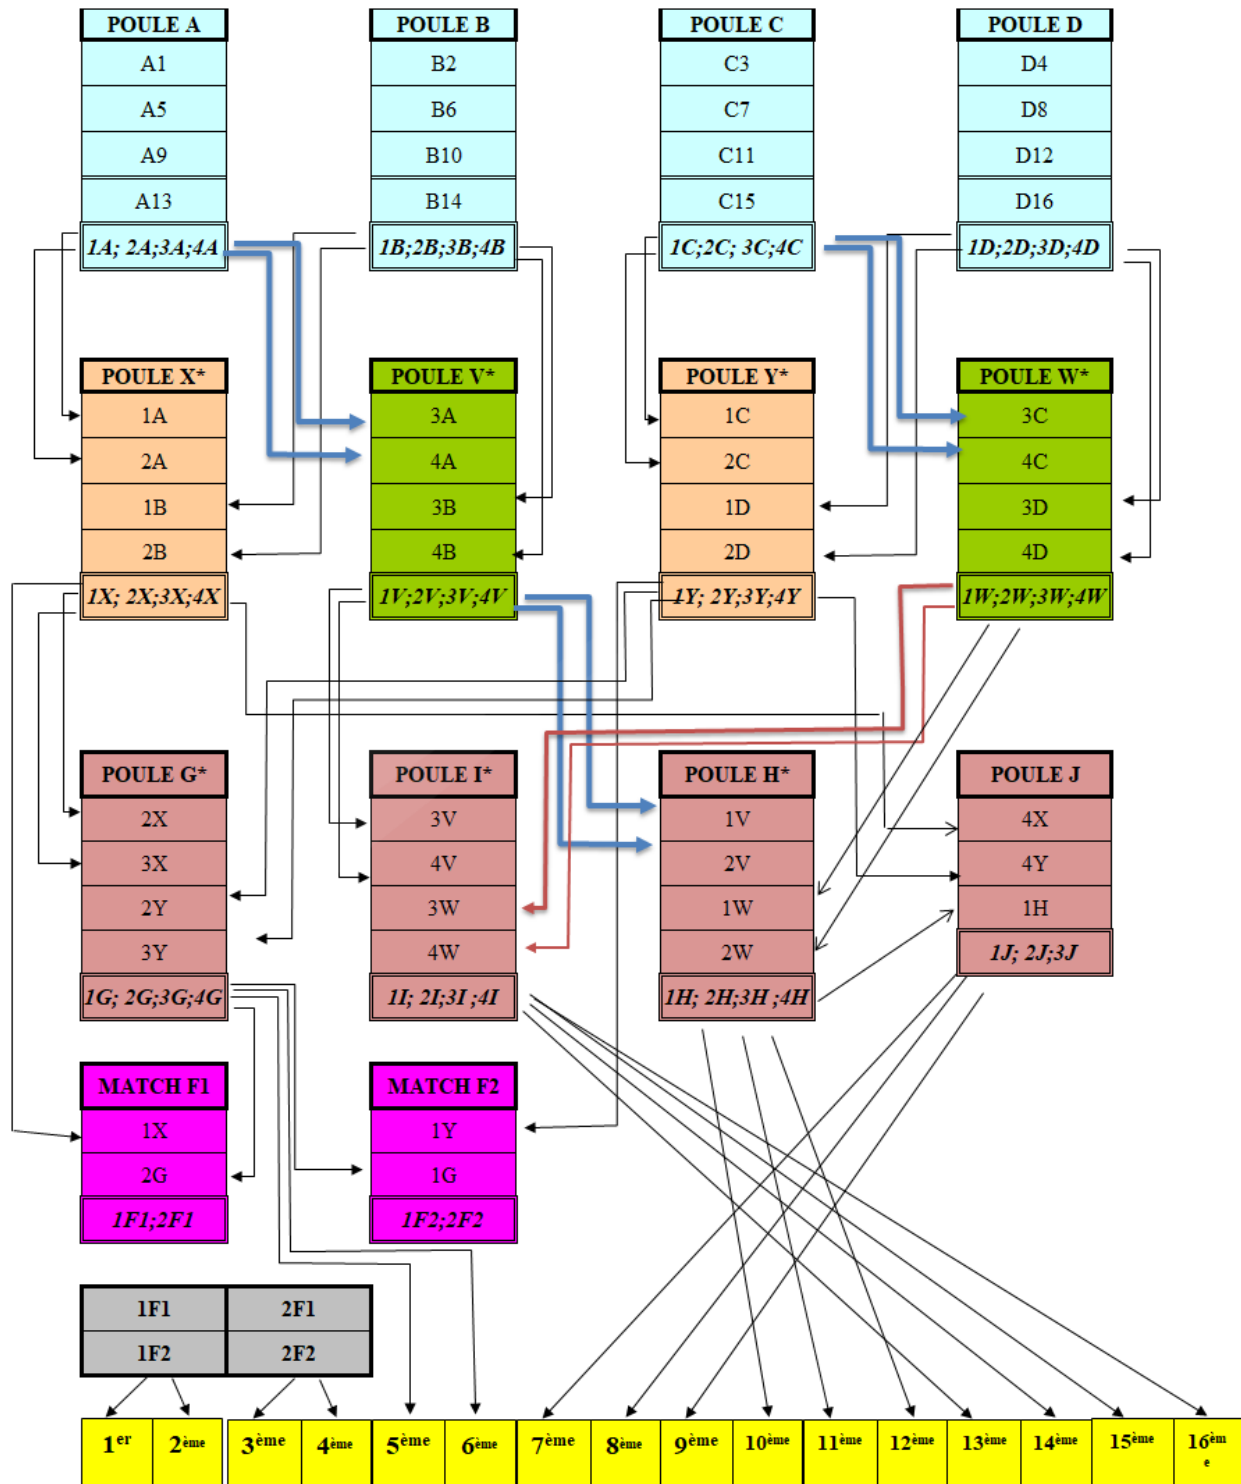 POULE A POULE B POULE C POULE D
A1 B2 C3 D4
A5 B6 C7 D8
A9 B10 C11 D12
A13 B14 C15 D16
1A; 2A;3A;4A 1B;2B;3B;4B 1C;2C; 3C;4C 1D;2D;3D;4D
POULE X* POULE V* POULE Y* POULE W*
1A 3A 1C 3C
2A 4A 2C 4C
1B 3B 1D 3D
2B 4B 2D 4D
1X; 2X;3X;4X 1V;2V;3V;4V 1Y; 2Y;3Y;4Y 1W;2W;3W;4W
POULE G* POULE I* POULE H* POULE J
2X 3V 1V 4X
3X 4V 2V 4Y
2Y 3W 1W 1H
3Y 4W 2W 1J; 2J;3J
1G; 2G;3G;4G 1I; 2I;3I ;4I 1H; 2H;3H ;4H
MATCH F1 MATCH F2
1X 1Y
2G 1G
1F1;2F1 1F2;2F2
1F1 2F1
1F2 2F2
1er 2ème 3ème 4ème 5ème 6ème 7ème 8ème 9ème 10ème 11ème 12ème 13ème 14ème 15ème 16èm
e